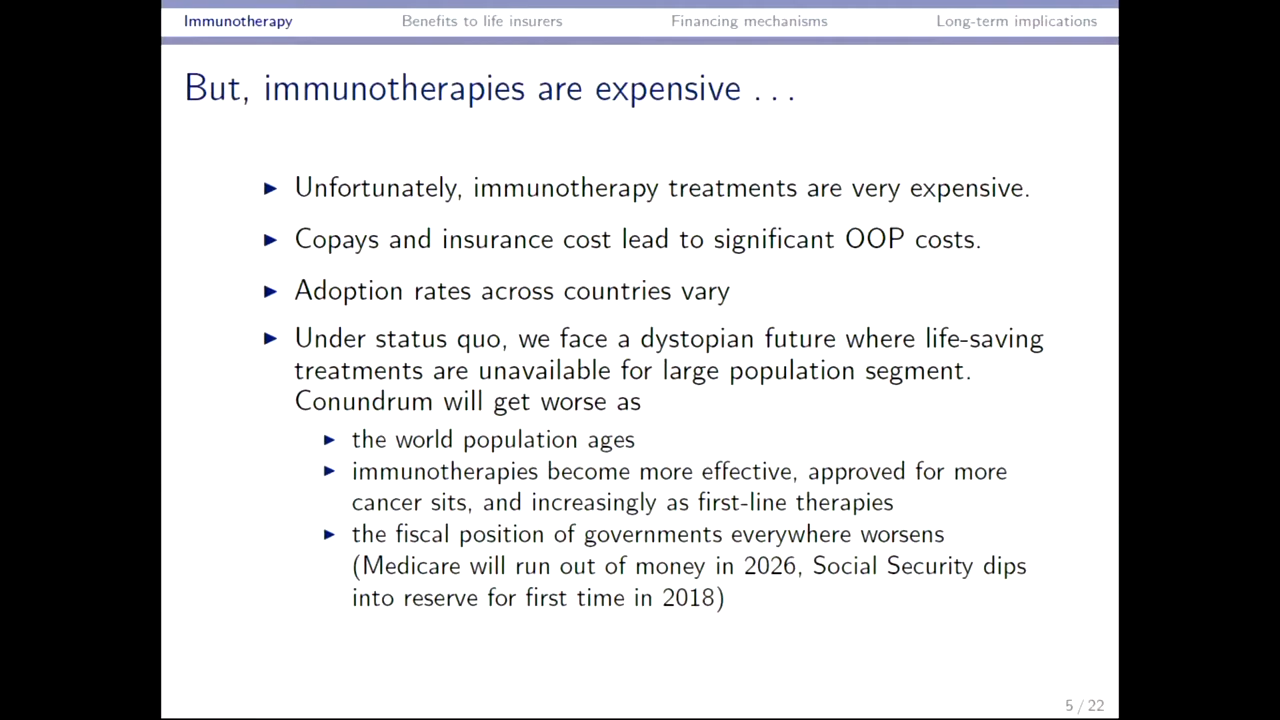 Immunotherapy Benefits to life insurers Financing mechanisms Long-term implications
But, immunotherapies are expensive . . .
▶ Unfortunately, immunotherapy treatments are very expensive.
▶ Copays and insurance cost lead to significant OOP costs.
▶ Adoption rates across countries vary
▶ Under status quo, we face a dystopian future where life-saving
treatments are unavailable for large population segment.
Conundrum will get worse as
▶ the world population ages
▶ immunotherapies become more effective, approved for more
cancer sits, and increasingly as first-line therapies
▶ the fiscal position of governments everywhere worsens
(Medicare will run out of money in 2026, Social Security dips
into reserve for first time in 2018)
5 / 22